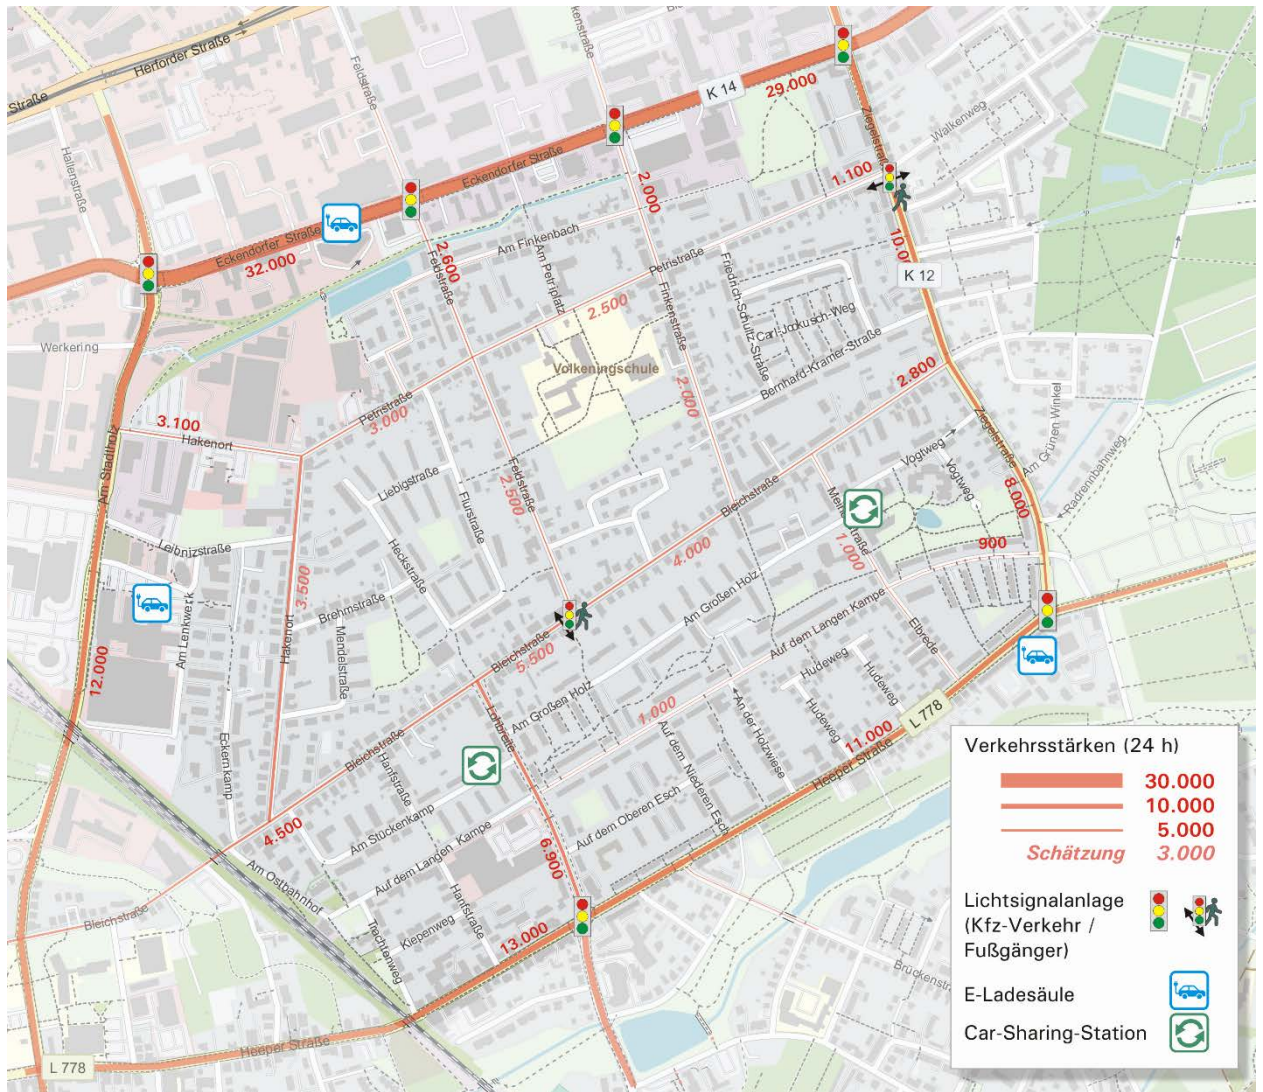 Herforder Straße
Straße
Feldstraße
Hallenstraße
K 14
29.000
Ziegelstraße
Walkenweg
Eckendorfer Straße
1.100
2.000
Eckendorfer Straße
32.000
2.600
Feldstraße
Am Finkenbach
Am Petriplatz
Petristraße
2.500
Finkenstraße
Friedrich-Schultz-Straße
K 12
Carl-Jookusch-Weg
Bernhard-Kramer-Straße
Werkering
Volkeningschule
2.800
2.000
Petristraße
3.000
3.100
Hakenort
Am Stadtholz
Ziegelstraße
Am Grünen Winkel
Radrennbahnweg
Vogtweg
Vogtweg
8.000
Liebigstraße
Flurstraße
Feldstraße
2.500
Bleichstraße
4.000
1.000
900
Leibnizstraße
Heckstraße
3.500
Brehmstraße
Mendelstraße
Hakenort
Am Lenkwerk
Eckernkamp
12.000
Am Großen Holz
Auf dem Langen Kampe
Elbrede
Bleichstraße
5.500
Am Großen Holz
1.000
Hudeweg
Hudeweg
Hudeweg
An der Holzwiese
Auf dem Niederen Esch
Lohbreite
Bleichstraße
Hanfstraße
L 778
11.000
Heeper Straße
4.500
Am Stückenkamp
Auf dem Langen Kampe
Auf dem Oberen Esch
6.900
Am Ostbahnhof
Hanfstraße
Kiepenweg
Trachtenweg
Bleichstraße
13.000
Heeper Straße
L 778
Verkehrsstärken (24 h)
30.000
10.000
5.000
Schätzung 3.000
Lichtsignalanlage
(Kfz-Verkehr /
Fußgänger)
E-Ladesäule
Car-Sharing-Station